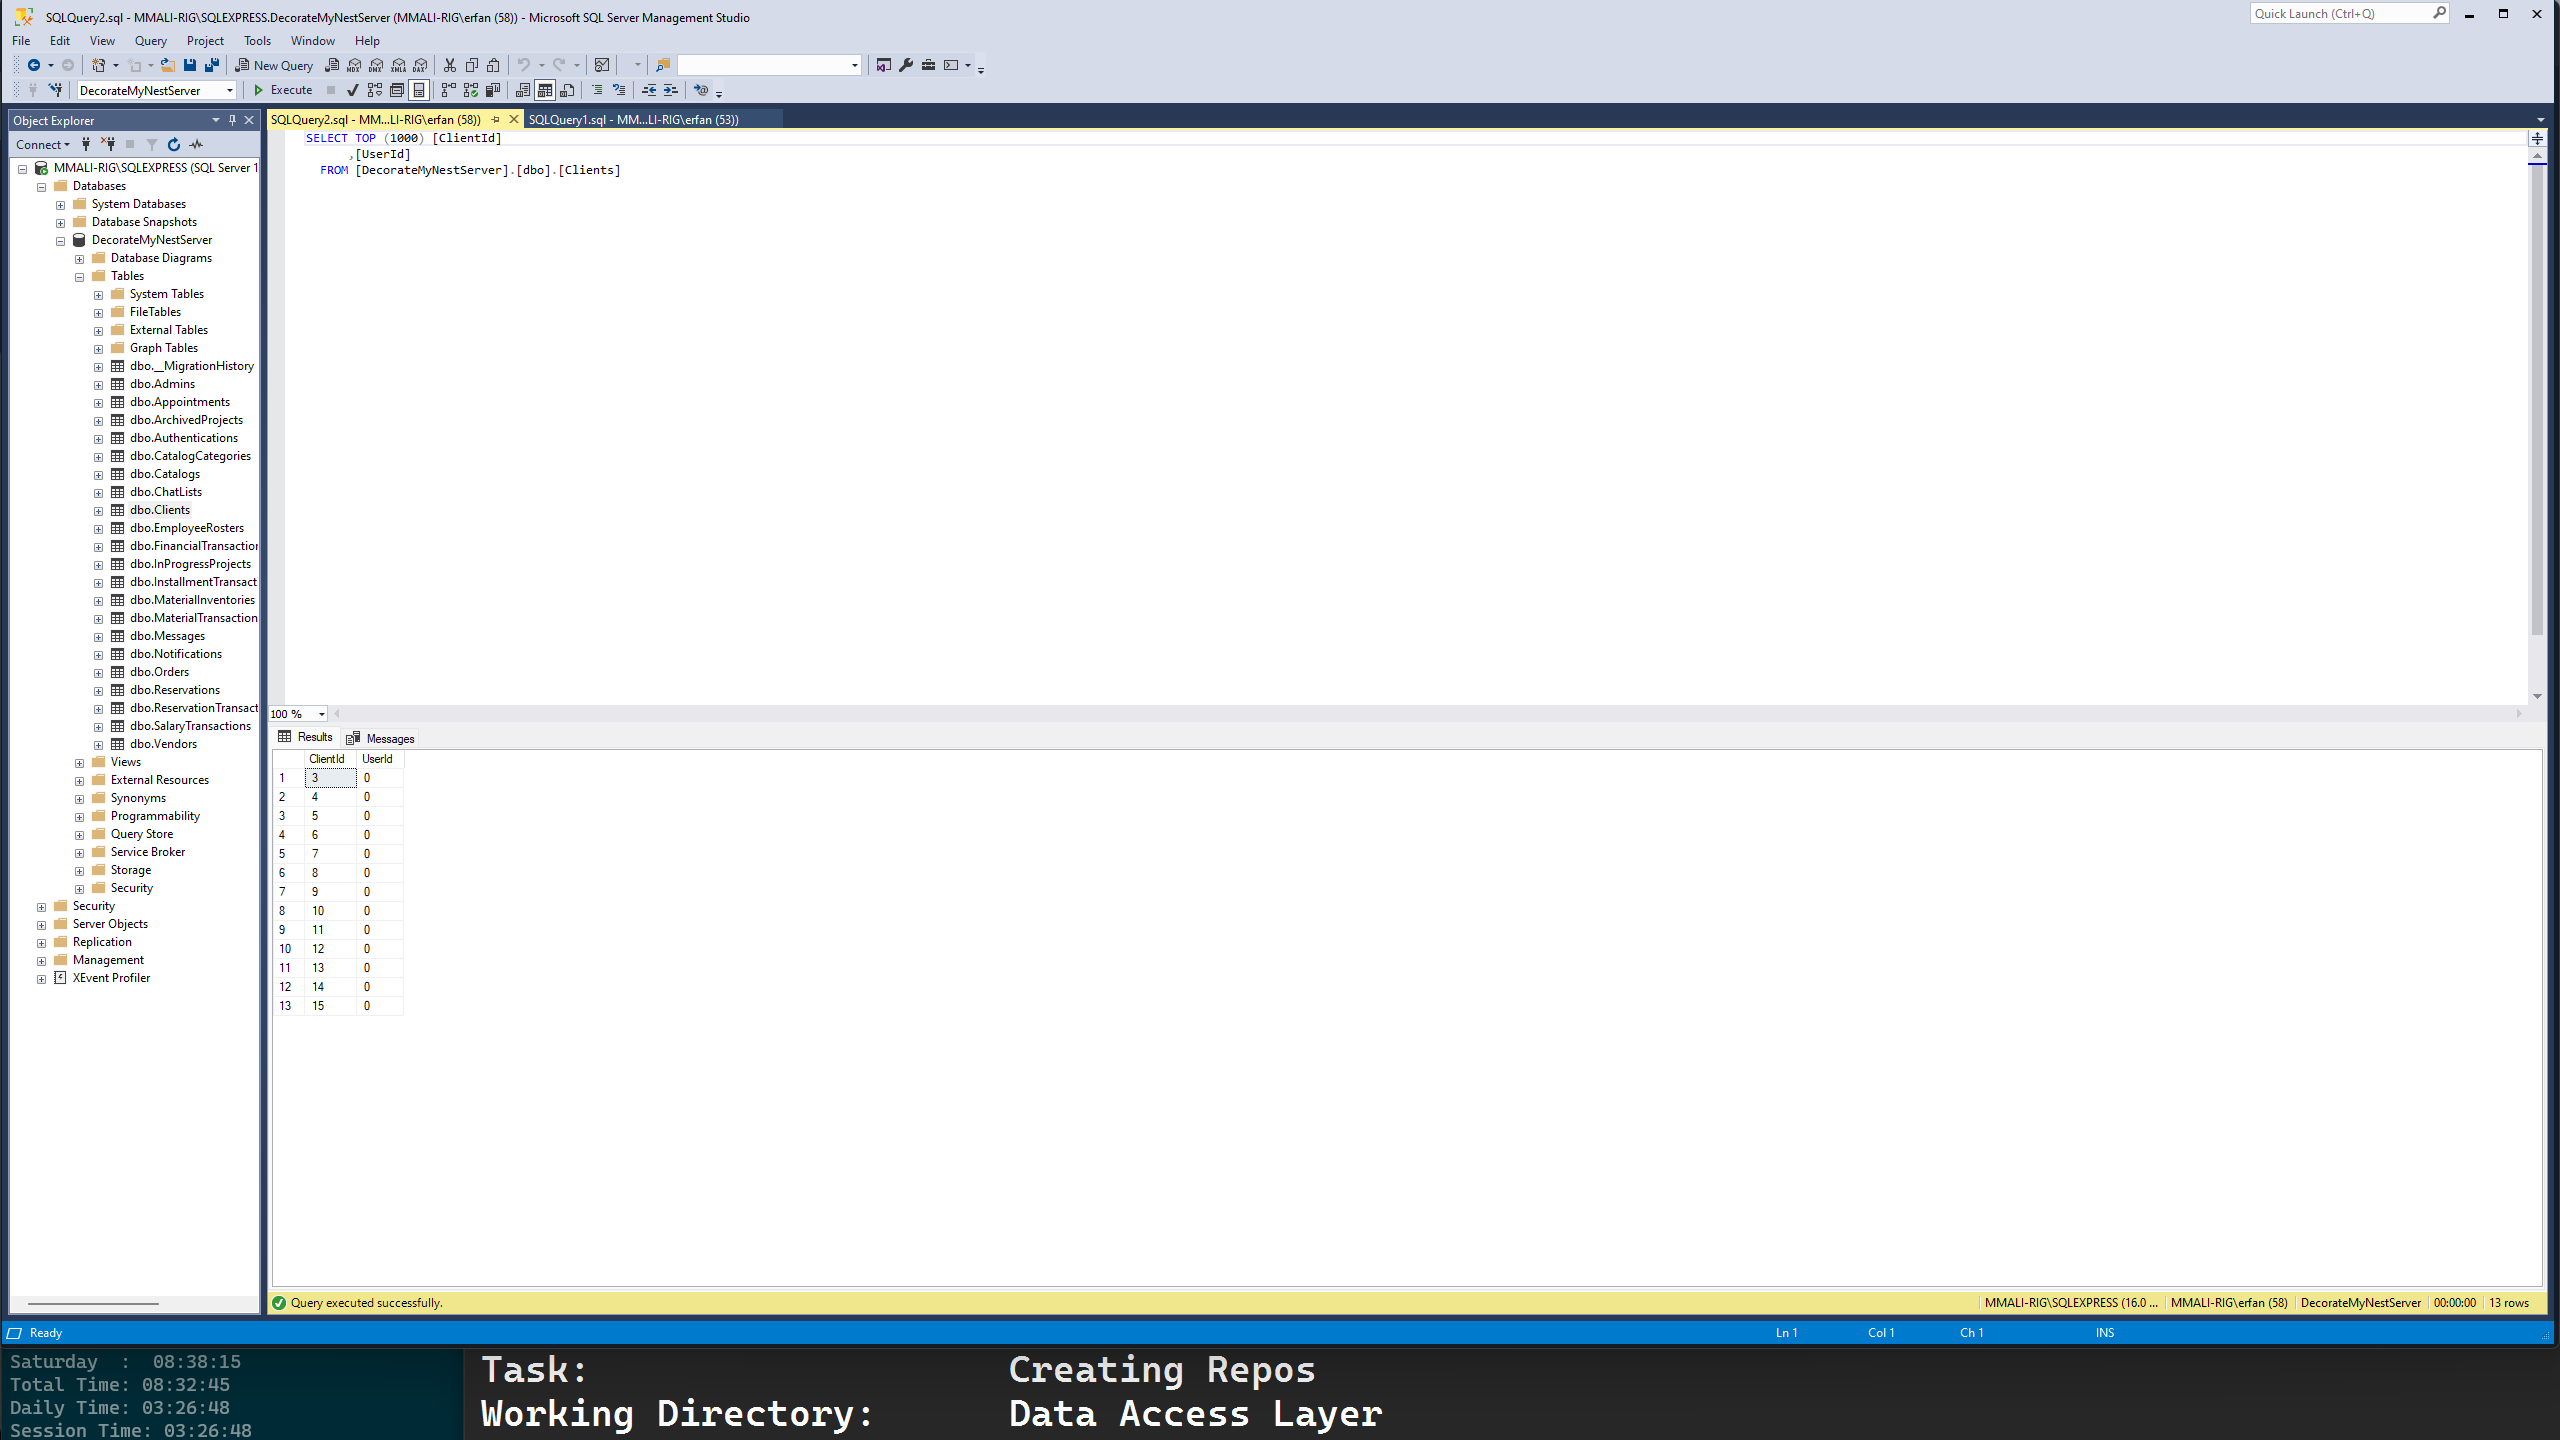 SQLQuery2.sql - MMALI-RIG\SQLEXPRESS.DecorateMyNestServer (MMALI-RIG\erfan (58)) - Microsoft SQL Server Management Studio
Quick Launch (Ctrl+Q)
File Edit View Query Project Tools Window Help
New Query MDX DMX XMLA DAX
DecorateMyNestServer Execute
Object Explorer
Connect
MMALI-RIG\SQLEXPRESS (SQL Server 1
Databases
System Databases
Database Snapshots
DecorateMyNestServer
Database Diagrams
Tables
System Tables
FileTables
External Tables
Graph Tables
dbo.__MigrationHistory
dbo.Admins
dbo.Appointments
dbo.ArchivedProjects
dbo.Authentications
dbo.CatalogCategories
dbo.Catalogs
dbo.ChatLists
dbo.Clients
dbo.EmployeeRosters
dbo.FinancialTransaction
dbo.InProgressProjects
dbo.InstallmentTransact
dbo.MaterialInventories
dbo.MaterialTransaction
dbo.Messages
dbo.Notifications
dbo.Orders
dbo.Reservations
dbo.ReservationTransact
dbo.SalaryTransactions
dbo.Vendors
Views
External Resources
Synonyms
Programmability
Query Store
Service Broker
Storage
Security
Security
Server Objects
Replication
Management
XEvent Profiler
SQLQuery2.sql - MM...LI-RIG\erfan (58)) SQLQuery1.sql - MM...LI-RIG\erfan (53))
SELECT TOP (1000) [ClientId]
,[UserId]
FROM [DecorateMyNestServer].[dbo].[Clients]
100 %
Results Messages
ClientId UserId
1 3 0
2 4 0
3 5 0
4 6 0
5 7 0
6 8 0
7 9 0
8 10 0
9 11 0
10 12 0
11 13 0
12 14 0
13 15 0
Query executed successfully. MMALI-RIG\SQLEXPRESS (16.0 ... MMALI-RIG\erfan (58) DecorateMyNestServer 00:00:00 13 rows
Ready Ln 1 Col 1 Ch 1 INS
Saturday : 08:38:15
Total Time: 08:32:45
Daily Time: 03:26:48
Session Time: 03:26:48
Task: Creating Repos
Working Directory: Data Access Layer